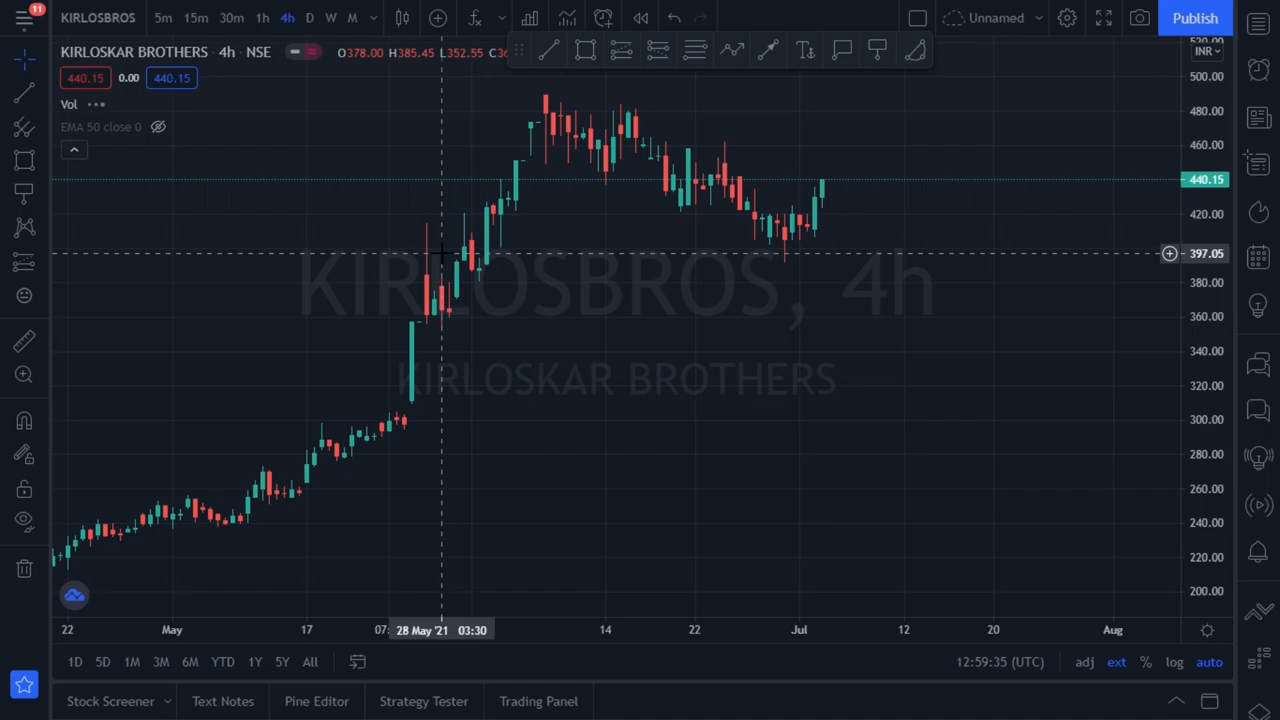 11
KIRLOSBROS 5m 15m 30m 1h 4h D W M Unnamed Publish
KIRLOSKAR BROTHERS · 4h · NSE O378.00 H385.45 L352.55
440.15 0.00 440.15
Vol
EMA 50 close 0
INR
500.00
480.00
460.00
440.15
420.00
397.05
380.00
360.00
340.00
320.00
300.00
280.00
260.00
240.00
220.00
200.00
KIRLOSBROS, 4h
KIRLOSKAR BROTHERS
22 May 17 28 May '21 03:30 14 22 Jul 12 20 Aug
1D 5D 1M 3M 6M YTD 1Y 5Y All 12:59:35 (UTC) adj ext % log auto
Stock Screener Text Notes Pine Editor Strategy Tester Trading Panel